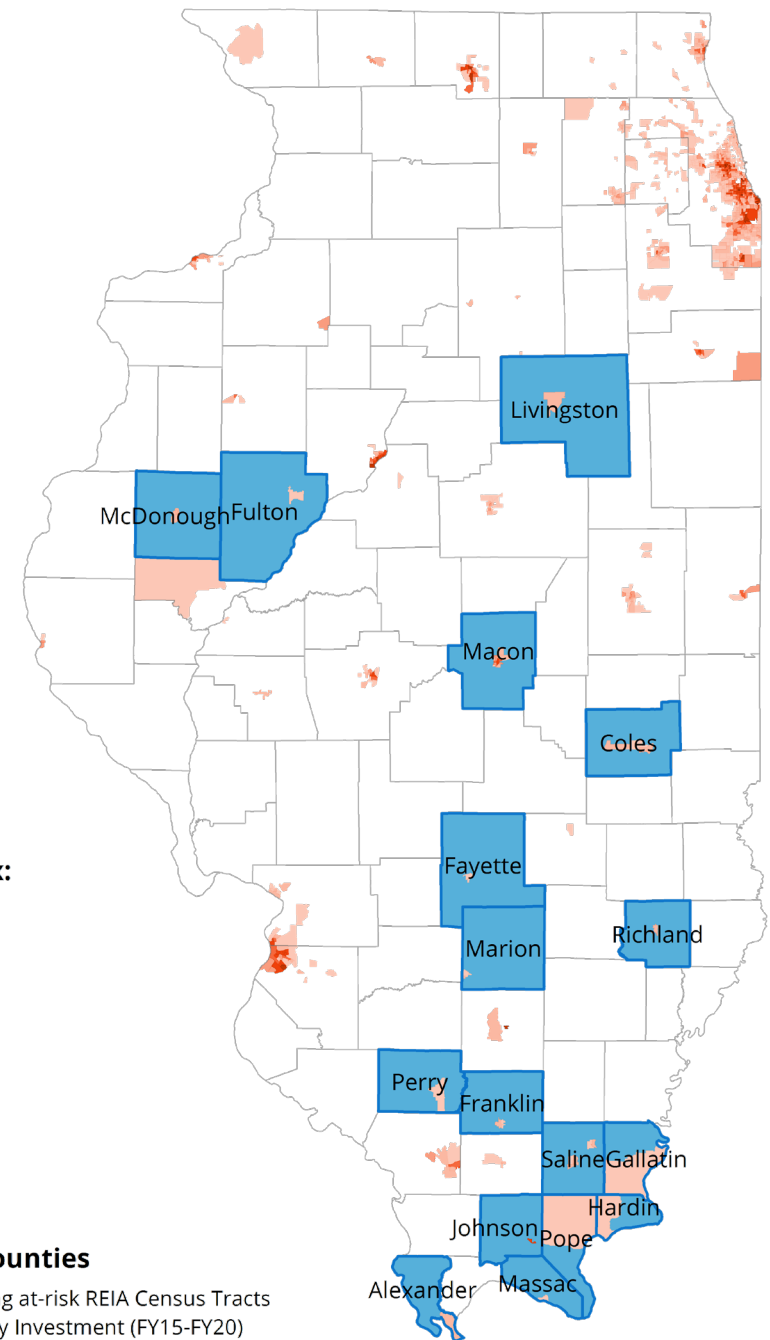 Livingston
McDonough
Fulton
Macon
Coles
x:
Fayette
Richland
Marion
Perry
Franklin
Saline
Gallatin
Hardin
Johnson
Pope
ounties
Massac
Alexander
g at-risk REIA Census Tracts
y Investment (FY15-FY20)